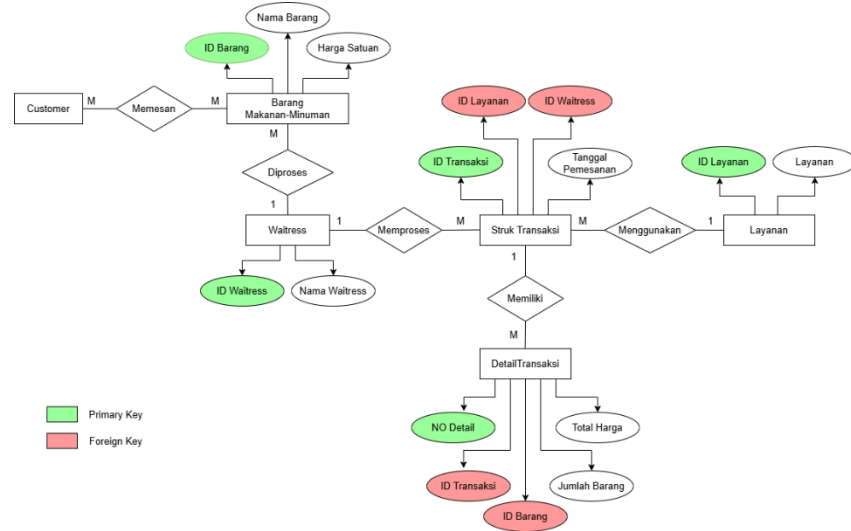 Nama Barang
ID Barang
Harga Satuan
Customer
M
Memesan
M
Barang
Makanan-Minuman
M
Diproses
1
ID Layanan
ID Waitress
ID Transaksi
Tanggal
Pemesanan
ID Layanan
Layanan
Waitress
1
Memproses
M
Struk Transaksi
M
Menggunakan
1
Layanan
1
ID Waitress
Nama Waitress
Memiliki
M
DetailTransaksi
NO Detail
Total Harga
ID Transaksi
Jumlah Barang
ID Barang
Primary Key
Foreign Key